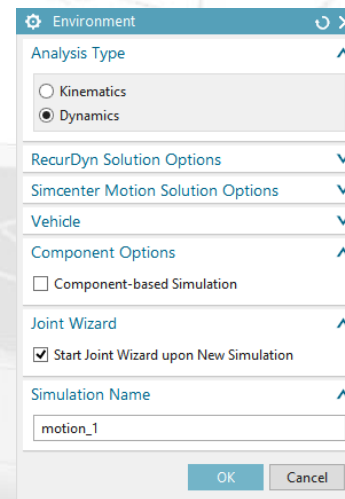 Environment
Analysis Type
Kinematics
Dynamics
RecurDyn Solution Options
Simcenter Motion Solution Options
Vehicle
Component Options
Component-based Simulation
Joint Wizard
Start Joint Wizard upon New Simulation
Simulation Name
motion_1
OK Cancel